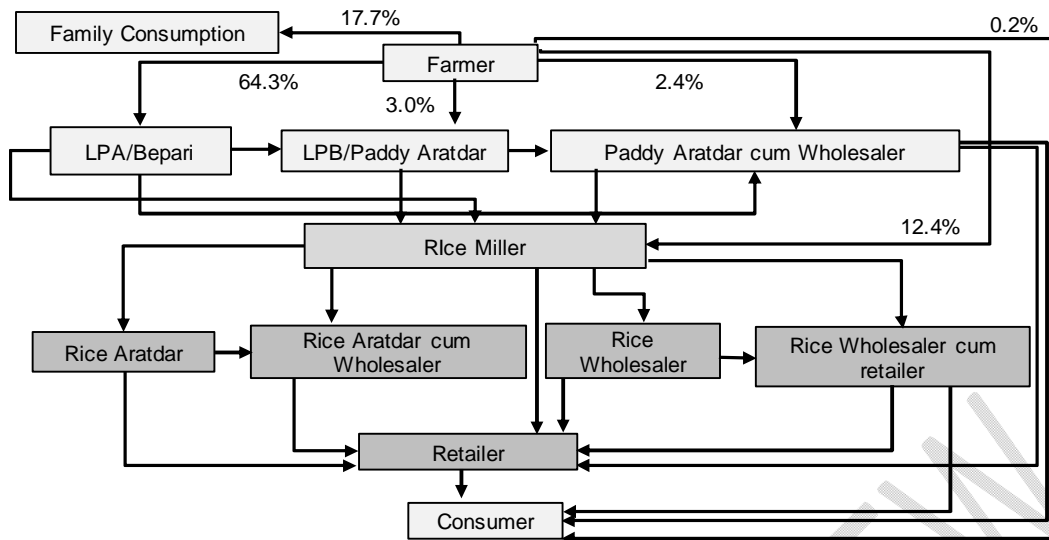 17.7%
0.2%
Family Consumption
Farmer
64.3%
3.0%
2.4%
LPA/Bepari
LPB/Paddy Aratdar
Paddy Aratdar cum Wholesaler
12.4%
RIce Miller
Rice Aratdar
Rice Aratdar cum
Wholesaler
Rice
Wholesaler
Rice Wholesaler cum
retailer
Retailer
Consumer